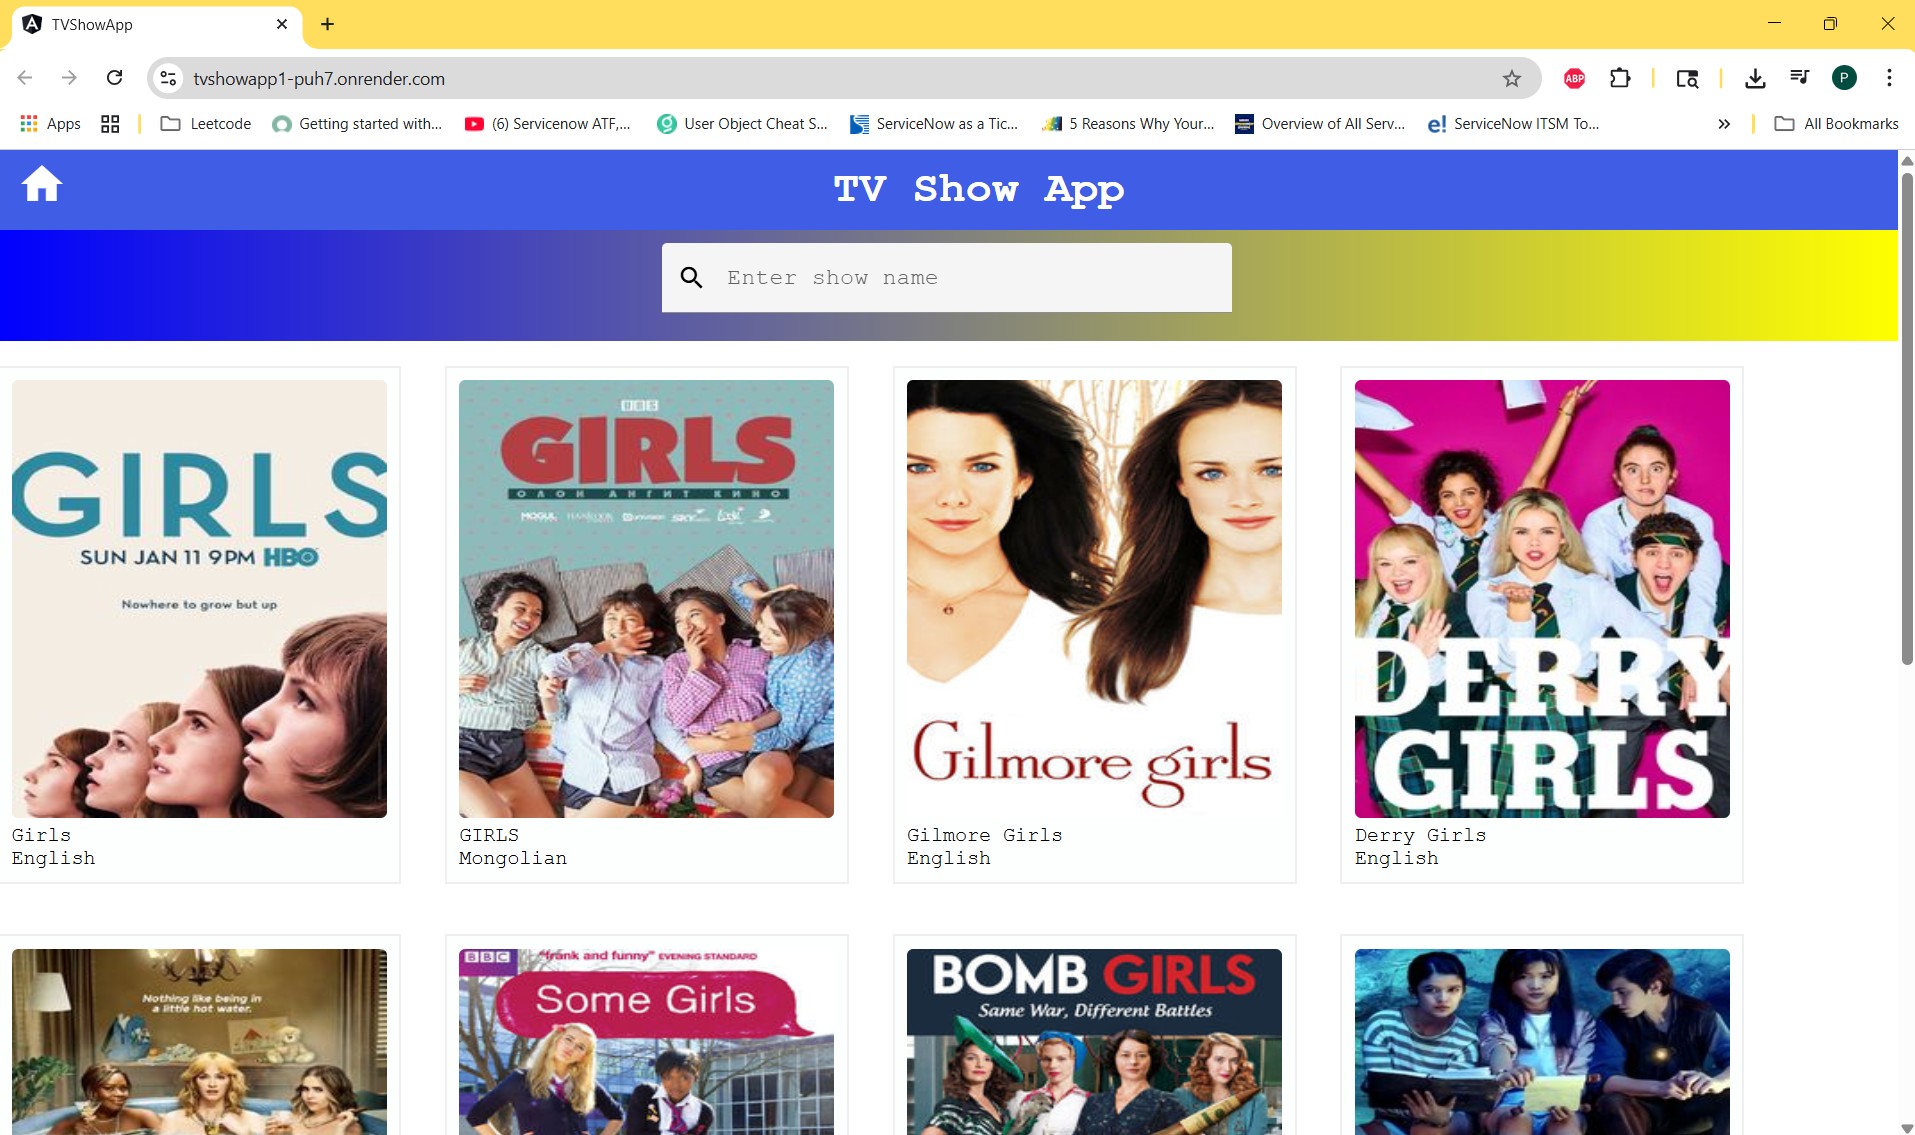 TVShowApp
tvshowapp1-puh7.onrender.com
ABP
P
Apps
Leetcode
Getting started with...
(6) Servicenow ATF,...
User Object Cheat S...
ServiceNow as a Tic...
5 Reasons Why Your...
Overview of All Serv...
e!
ServiceNow ITSM To...
All Bookmarks
TV Show App
Enter show name
GIRLS
SUN JAN 11 9PM HBO
Nowhere to grow but up
Girls
English
GIRLS
ОЛОН АНГИТ КИНО
MOGUL
SKY
GIRLS
Mongolian
Gilmore girls
Gilmore Girls
English
DERRY
GIRLS
Derry Girls
English
Nothing like being in
a little hot water.
BBC
"frank and funny" EVENING STANDARD
Some Girls
BOMB GIRLS
Same War, Different Battles